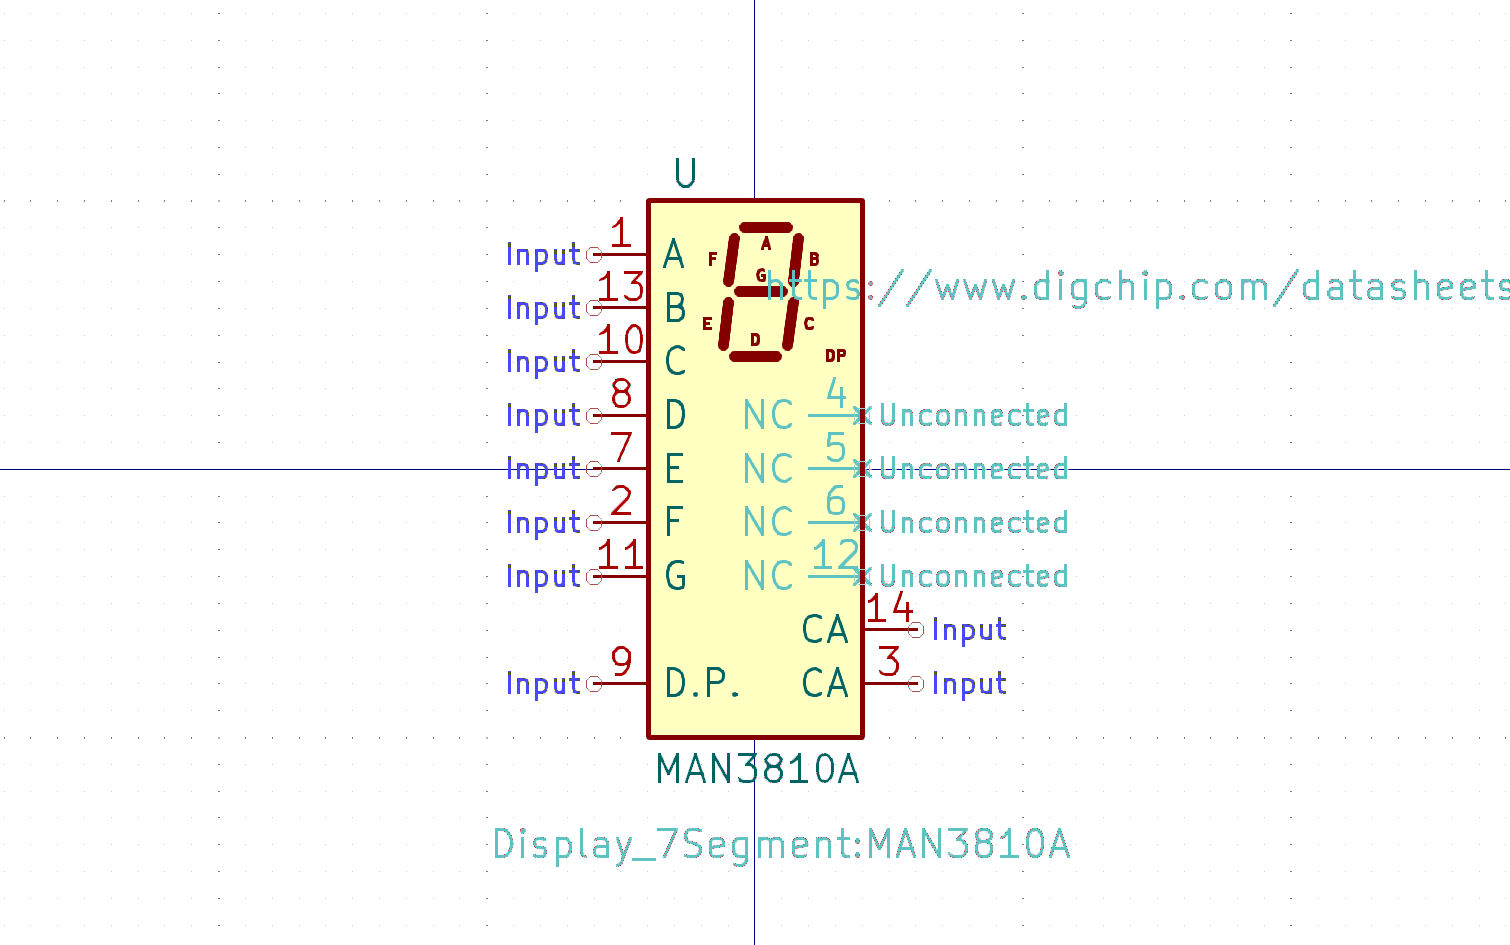 U
1
Input A
A
F B
G
https://www.digchip.com/datasheets
13
Input B
E C
D
10
Input C DP
8 4
Input D NC Unconnected
7 5
Input E NC Unconnected
2 6
Input F NC Unconnected
11 12
Input G NC Unconnected
14
CA Input
9 3
Input D.P. CA Input
MAN3810A
Display_7Segment:MAN3810A